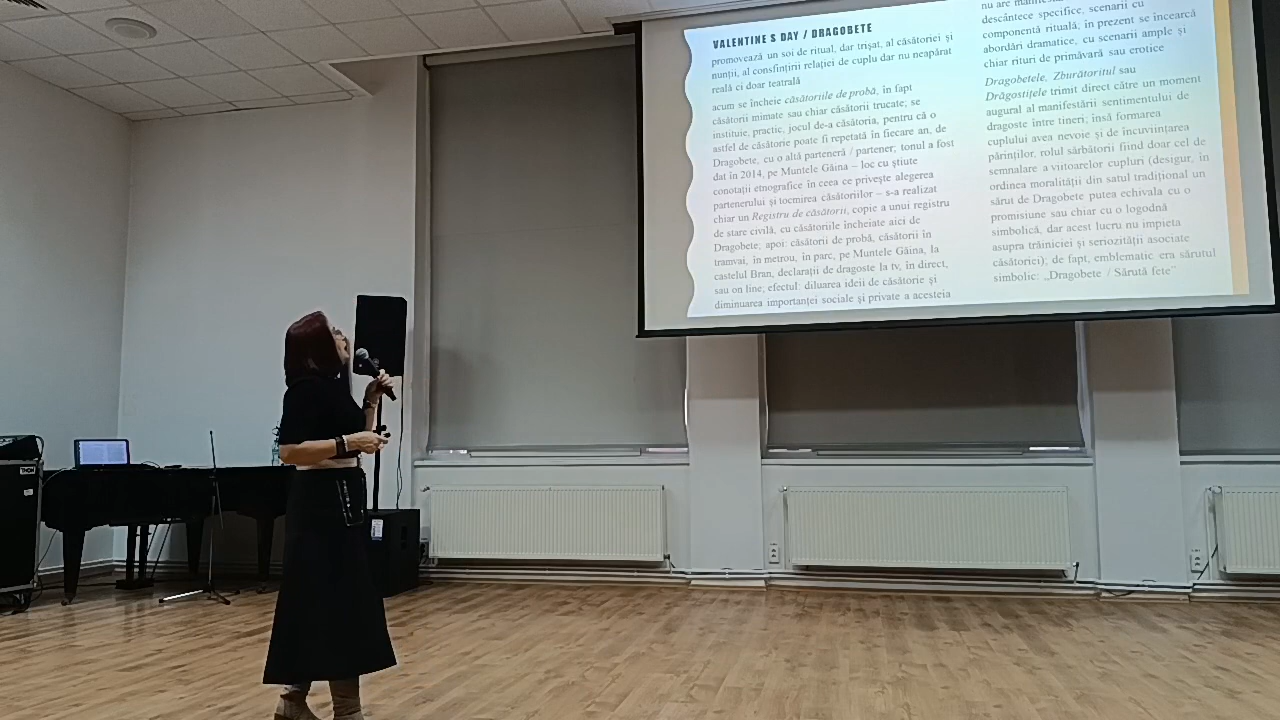 VALENTINE S DAY / DRAGOBETE
promovează un soi de ritual, dar trișat, al căsătoriei și
nunții, al consfințirii relației de cuplu dar nu neapărat
reală ci doar teatrală
acum se încheie căsătoriile de probă, în fapt
căsătorii mimate sau chiar căsătorii trucate; se
instituie, practic, jocul de-a căsătoria, pentru că o
astfel de căsătorie poate fi repetată în fiecare an, de
Dragobete, cu o altă parteneră / partener; tonul a fost
dat în 2014, pe Muntele Găina – loc cu știute
conotații etnografice în ceea ce privește alegerea
partenerului și tocmirea căsătoriilor – s-a realizat
chiar un Registru de căsătorii, copie a unui registru
de stare civilă, cu căsătoriile încheiate aici de
Dragobete; apoi: căsătorii de probă, căsătorii în
tramvai, în metrou, în parc, pe Muntele Găina, la
castelul Bran, declarații de dragoste la tv, în direct,
sau on line; efectul: diluarea ideii de căsătorie și
diminuarea importanței sociale și private a acesteia
nu are
descântece specifice, scenarii cu
componentă rituală; în prezent se încearcă
abordări dramatice, cu scenarii ample și
chiar rituri de primăvară sau erotice
Dragobetele, Zburătoritul sau
Drăgostițele trimit direct către un moment
augural al manifestării sentimentului de
dragoste între tineri; însă formarea
cuplului avea nevoie și de încuviințarea
părinților, rolul sărbătorii fiind doar cel de
semnalare a viitoarelor cupluri (desigur, în
ordinea moralității din satul tradițional un
sărut de Dragobete putea echivala cu o
promisiune sau chiar cu o logodnă
simbolică, dar acest lucru nu impieta
asupra trăiniciei și seriozității asociate
căsătoriei); de fapt, emblematic era sărutul
simbolic: „Dragobete / Sărută fete”